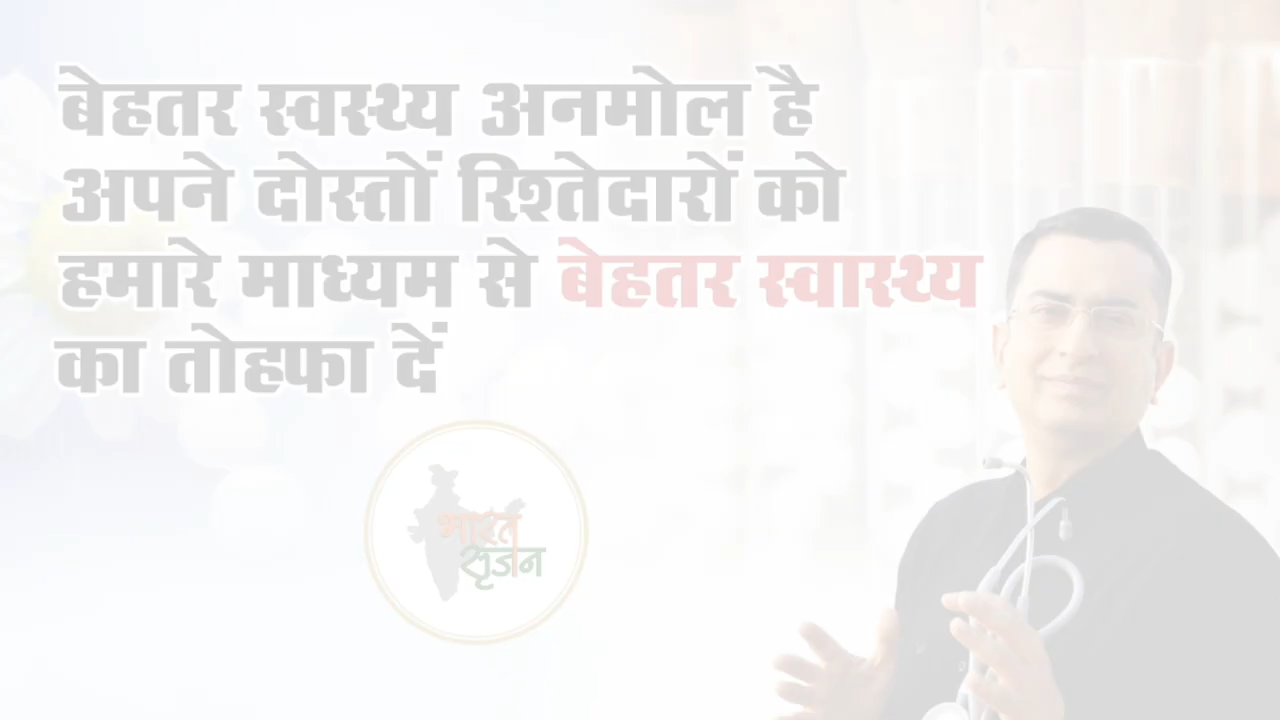 बेहतर स्वस्थ्य अनमोल है
अपने दोस्तों रिश्तेदारों को
हमारे माध्यम से बेहतर स्वास्थ्य
का तोहफा दें
भारत
सृजन